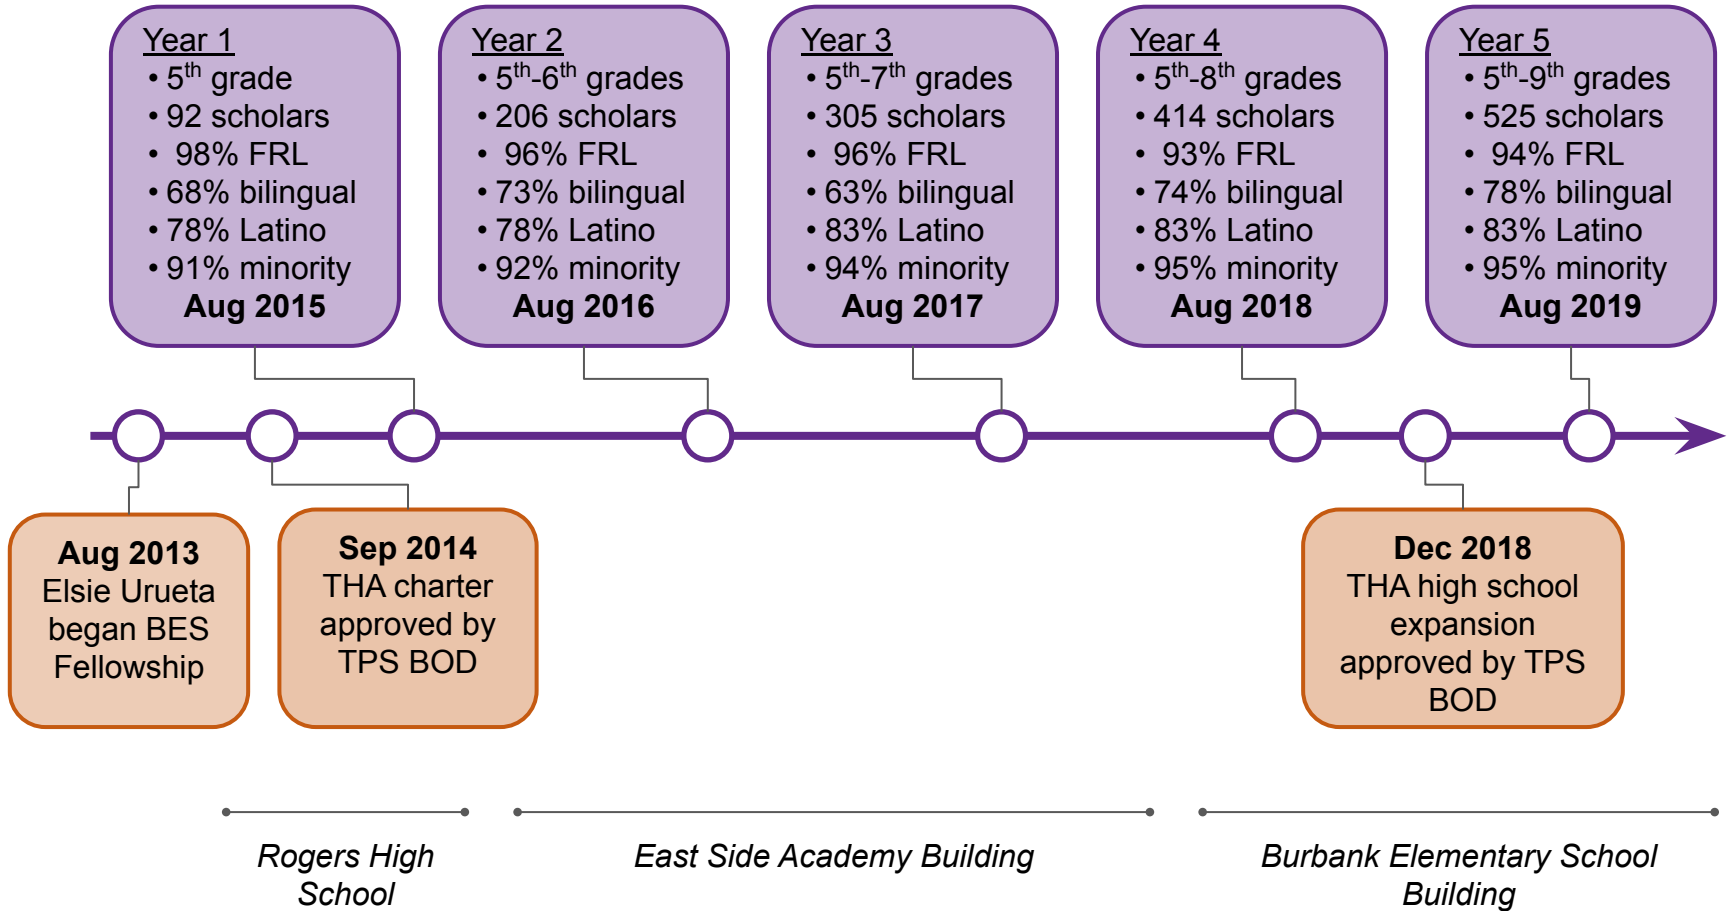 Year 1
• 5th grade
• 92 scholars
• 98% FRL
• 68% bilingual
• 78% Latino
• 91% minority
Aug 2015
Year 2
• 5th-6th grades
• 206 scholars
• 96% FRL
• 73% bilingual
• 78% Latino
• 92% minority
Aug 2016
Year 3
• 5th-7th grades
• 305 scholars
• 96% FRL
• 63% bilingual
• 83% Latino
• 94% minority
Aug 2017
Year 4
• 5th-8th grades
• 414 scholars
• 93% FRL
• 74% bilingual
• 83% Latino
• 95% minority
Aug 2018
Year 5
• 5th-9th grades
• 525 scholars
• 94% FRL
• 78% bilingual
• 83% Latino
• 95% minority
Aug 2019
Aug 2013
Elsie Urueta
began BES
Fellowship
Sep 2014
THA charter
approved by
TPS BOD
Dec 2018
THA high school
expansion
approved by TPS
BOD
Rogers High
School
East Side Academy Building
Burbank Elementary School
Building